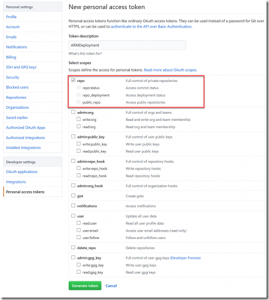 Personal settings
Profile
Account
Emails
Notifications
Billing
SSH and GPG keys
Security
Blocked users
Repositories
Organizations
Saved replies
Authorized OAuth Apps
Authorized Integrations
Installed Integrations
Developer settings
OAuth applications
Integrations
Personal access tokens
New personal access token
Personal access tokens function like ordinary OAuth access tokens. They can be used instead of a password for Git over
HTTPS, or can be used to authenticate to the API over Basic Authentication.
Token description
ARMDeployment
What's this token for?
Select scopes
Scopes define the access for personal tokens. Read more about OAuth scopes.
repo Full control of private repositories
repo:status Access commit status
repo_deployment Access deployment status
public_repo Access public repositories
admin:org Full control of orgs and teams
write:org Read and write org and team membership
read:org Read org and team membership
admin:public_key Full control of user public keys
write:public_key Write user public keys
read:public_key Read user public keys
admin:repo_hook Full control of repository hooks
write:repo_hook Write repository hooks
read:repo_hook Read repository hooks
admin:org_hook Full control of organization hooks
gist Create gists
notifications Access notifications
user Update all user data
read:user Read all user profile data
user:email Access user email addresses (read-only)
user:follow Follow and unfollow users
delete_repo Delete repositories
admin:gpg_key Full control of user gpg keys (Developer Preview)
write:gpg_key Write user gpg keys
read:gpg_key Read user gpg keys
Generate token Cancel